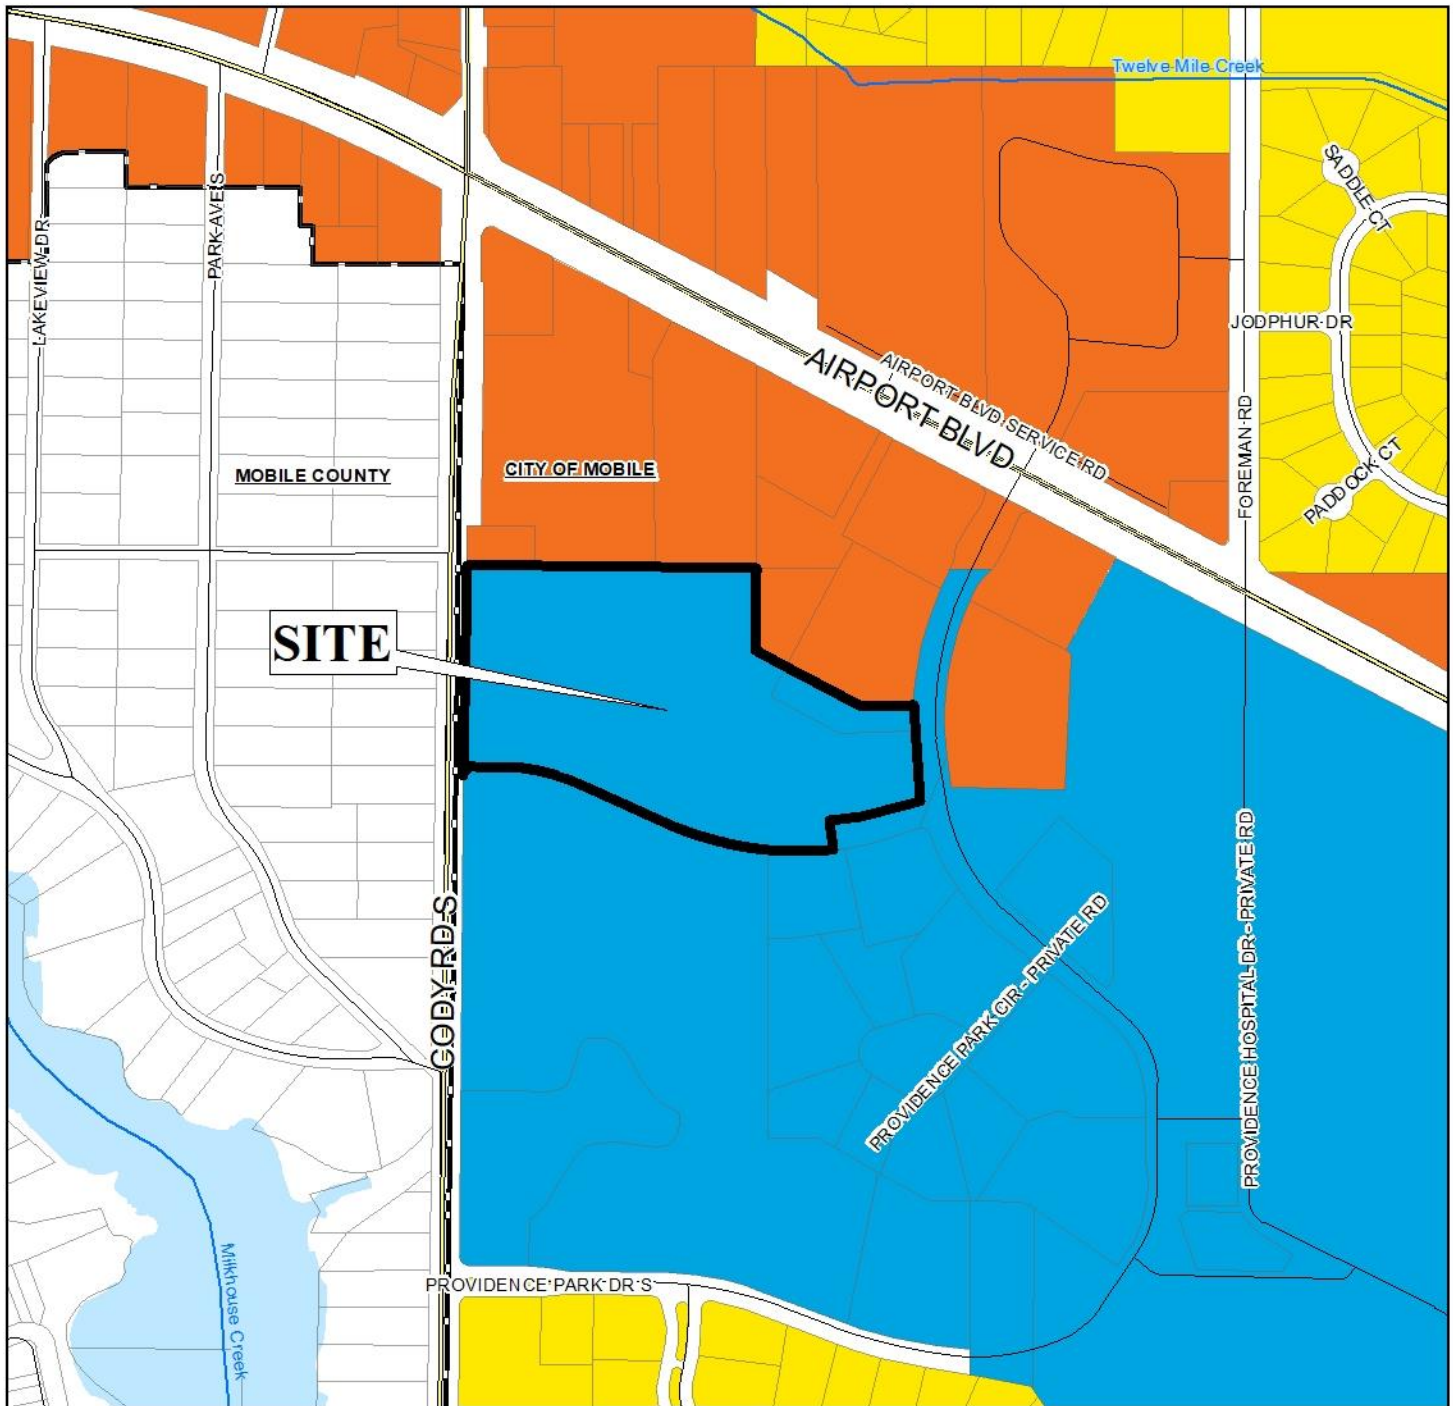 Twelve Mile Creek
SADDLE CT
LAKEVIEW DR
PARK AVE S
JODPHUR DR
AIRPORT BLVD SERVICE RD
AIRPORT BLVD
FOREMAN RD
PADDOCK CT
MOBILE COUNTY
CITY OF MOBILE
SITE
CODY RD S
PROVIDENCE PARK CIR - PRIVATE RD
PROVIDENCE HOSPITAL DR - PRIVATE RD
Milkhouse Creek
PROVIDENCE PARK DR S